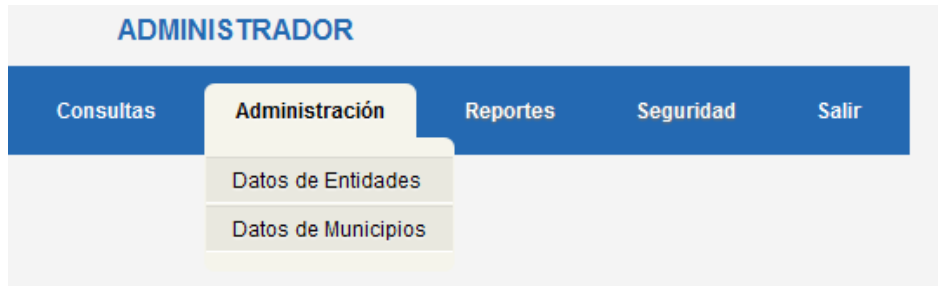 ADMINISTRADOR
Consultas Administración Reportes Seguridad Salir
Datos de Entidades
Datos de Municipios